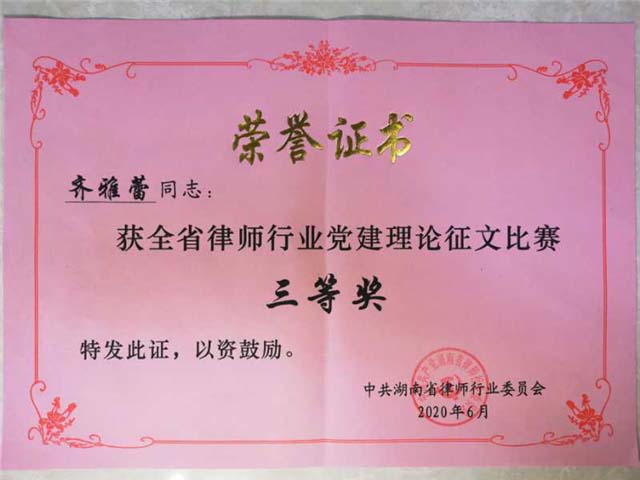 荣誉证书
齐雅蕾同志：
获全省律师行业党建理论征文比赛
三等奖
特发此证，以资鼓励。
中共湖南省律师行业委员会
2020年6月